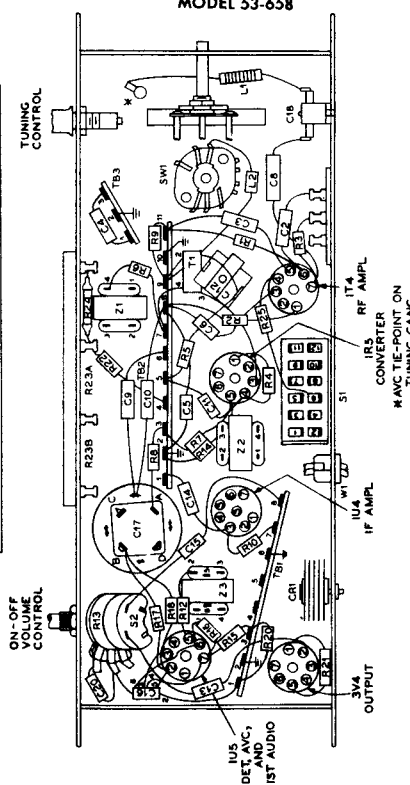 MODEL 53-658
TUNING CONTROL
ON-OFF VOLUME CONTROL
*
L1
C18
SW1
L2
C8
TB3
C4
C3
C2
R3
R9
T1
R6
R24
Z1
R22
R23A
R23B
TB2
C9
C10
C6
R5
C5
R25
R4
C11
R7
R14
Z2
R8
C14
C17
C15
R10
R13
S2
C20
R17
R18
R12
Z3
R16
R15
C13
TB1
R20
R21
CR1
W1
S1
1T4
RF AMPL
1R5
CONVERTER
* AVC TIE-POINT ON
1U4
IF AMPL
3V4
OUTPUT
1U5
DET, AVC,
AND
1ST AUDIO